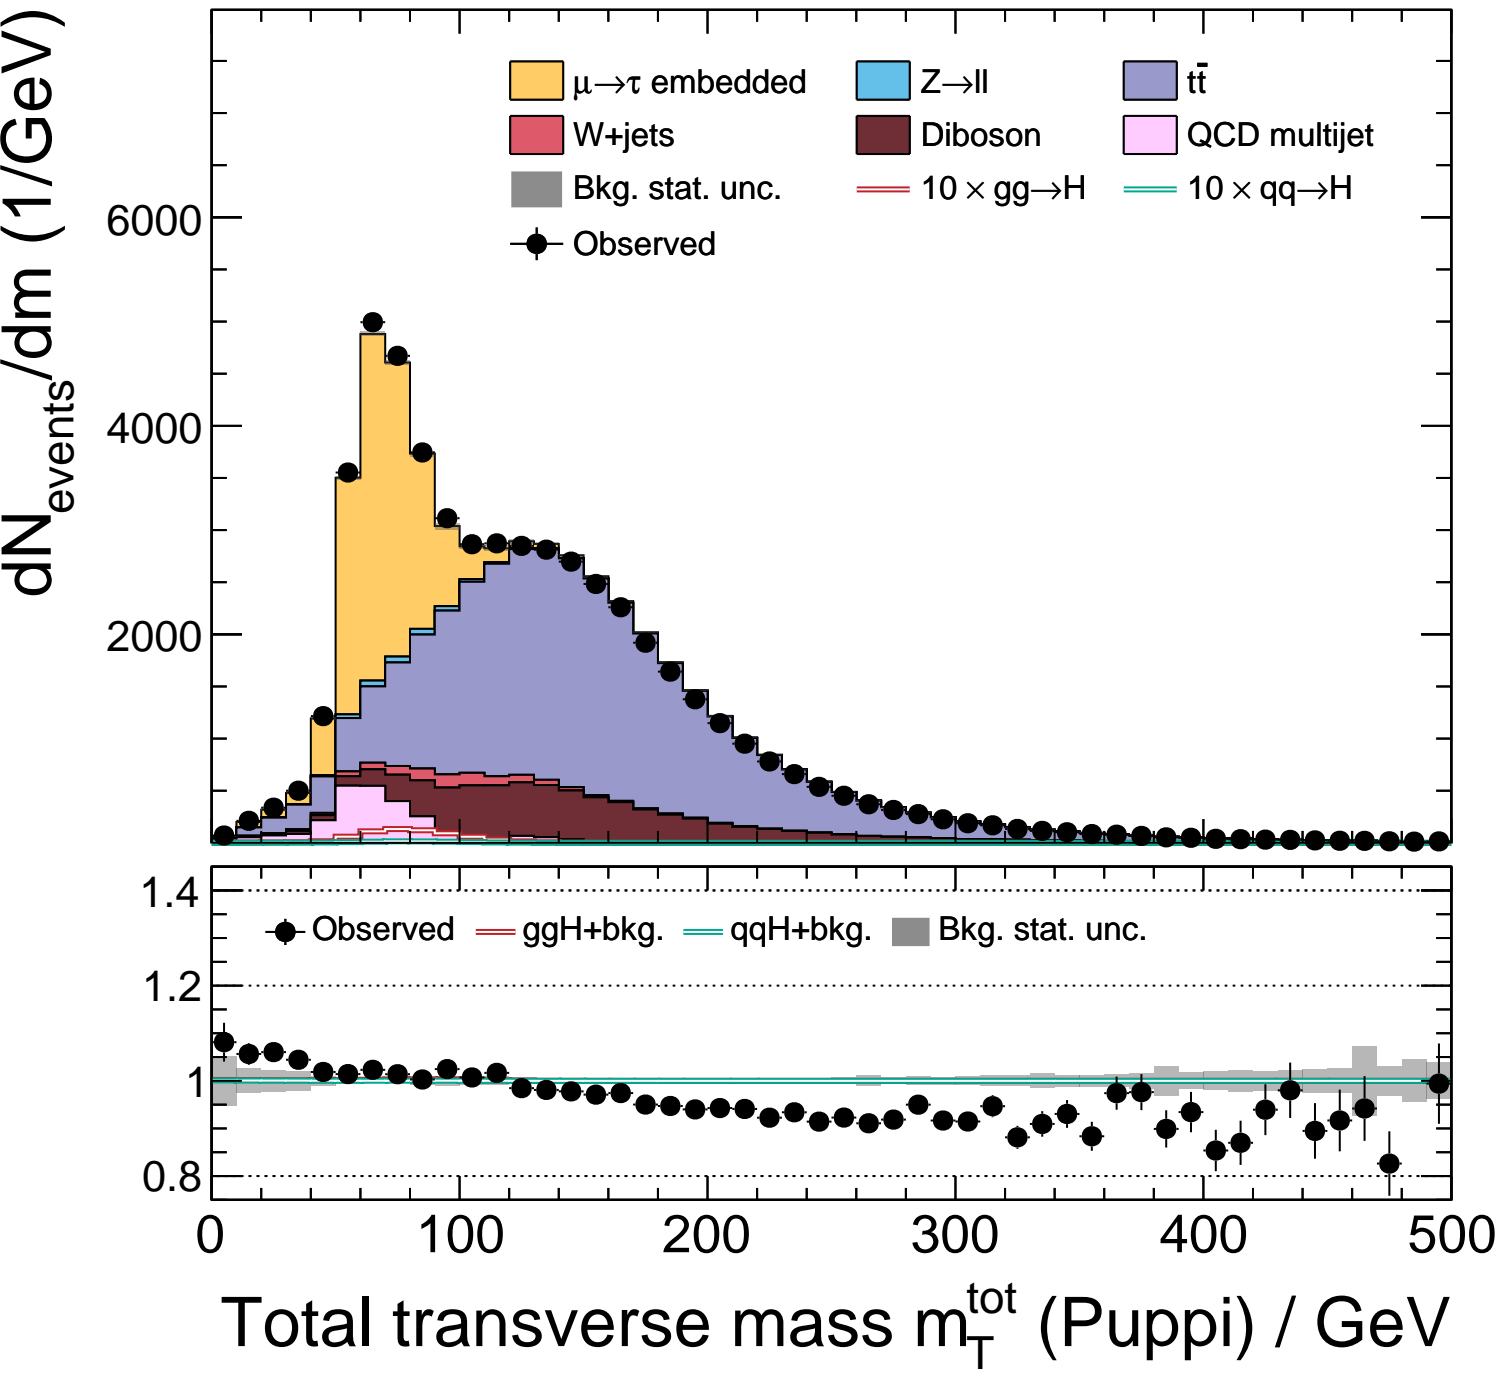 dN_events/dm (1/GeV)
μ→τ embedded Z→ll tt̄
W+jets Diboson QCD multijet
Bkg. stat. unc. 10 × gg→H 10 × qq→H
Observed
6000
4000
2000
Observed ggH+bkg. qqH+bkg. Bkg. stat. unc.
1.4
1.2
1
0.8
0 100 200 300 400 500
Total transverse mass m_T^tot (Puppi) / GeV